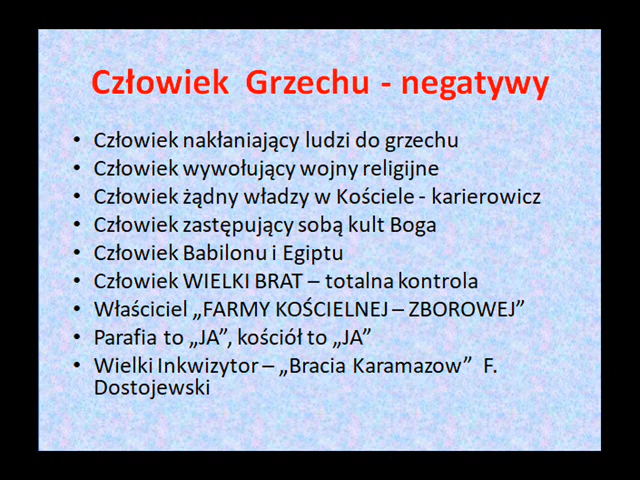 Człowiek Grzechu - negatywy
• Człowiek nakłaniający ludzi do grzechu
• Człowiek wywołujący wojny religijne
• Człowiek żądny władzy w Kościele - karierowicz
• Człowiek zastępujący sobą kult Boga
• Człowiek Babilonu i Egiptu
• Człowiek WIELKI BRAT – totalna kontrola
• Właściciel „FARMY KOŚCIELNEJ – ZBOROWEJ”
• Parafia to „JA”, kościół to „JA”
• Wielki Inkwizytor – „Bracia Karamazow” F.
Dostojewski